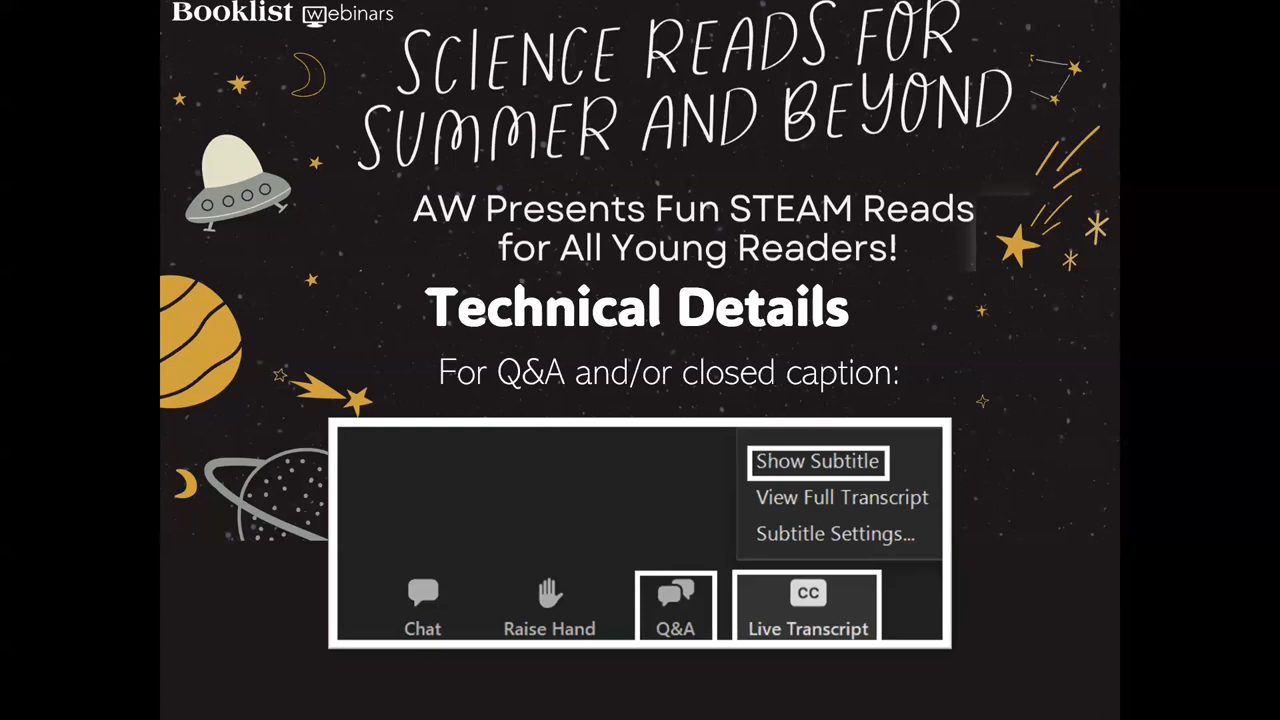 Booklist Webinars
SCIENCE READS FOR
SUMMER AND BEYOND
AW Presents Fun STEAM Reads
for All Young Readers!
Technical Details
For Q&A and/or closed caption:
Show Subtitle
View Full Transcript
Subtitle Settings...
Chat
Raise Hand
Q&A
CC
Live Transcript